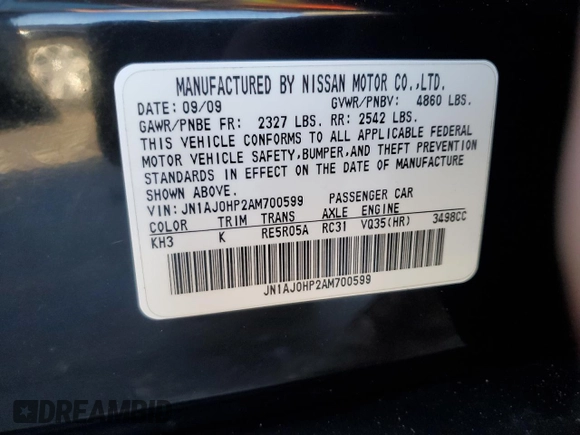 MANUFACTURED BY NISSAN MOTOR CO.,LTD.
DATE: 09/09 GVWR/PNBV: 4860 LBS.
GAWR/PNBE FR: 2327 LBS. RR: 2542 LBS.
THIS VEHICLE CONFORMS TO ALL APPLICABLE FEDERAL
MOTOR VEHICLE SAFETY,BUMPER,AND THEFT PREVENTION
STANDARDS IN EFFECT ON THE DATE OF MANUFACTURE
SHOWN ABOVE.
VIN: JN1AJ0HP2AM700599 PASSENGER CAR
COLOR TRIM TRANS AXLE ENGINE
KH3 K RE5R05A RC31 VQ35(HR) 3498CC
JN1AJ0HP2AM700599
DREAMBID